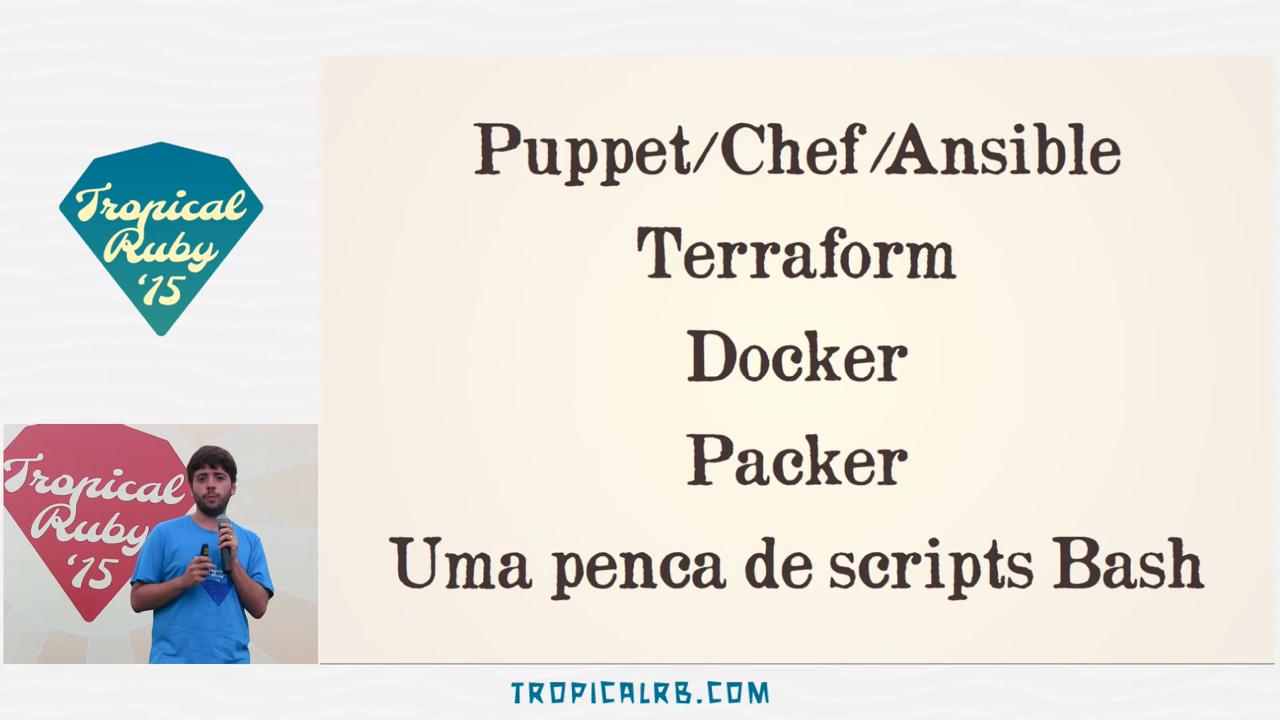 Tropical
Ruby
'15
Puppet/Chef/Ansible
Terraform
Docker
Packer
Uma penca de scripts Bash
Tropical
Ruby
'15
TROPICALRB.COM